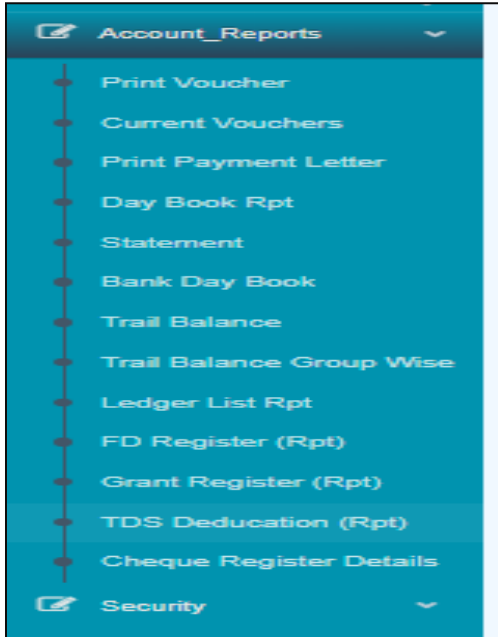 Account_Reports
Print Voucher
Current Vouchers
Print Payment Letter
Day Book Rpt
Statement
Bank Day Book
Trail Balance
Trail Balance Group Wise
Ledger List Rpt
FD Register (Rpt)
Grant Register (Rpt)
TDS Deducation (Rpt)
Cheque Register Details
Security